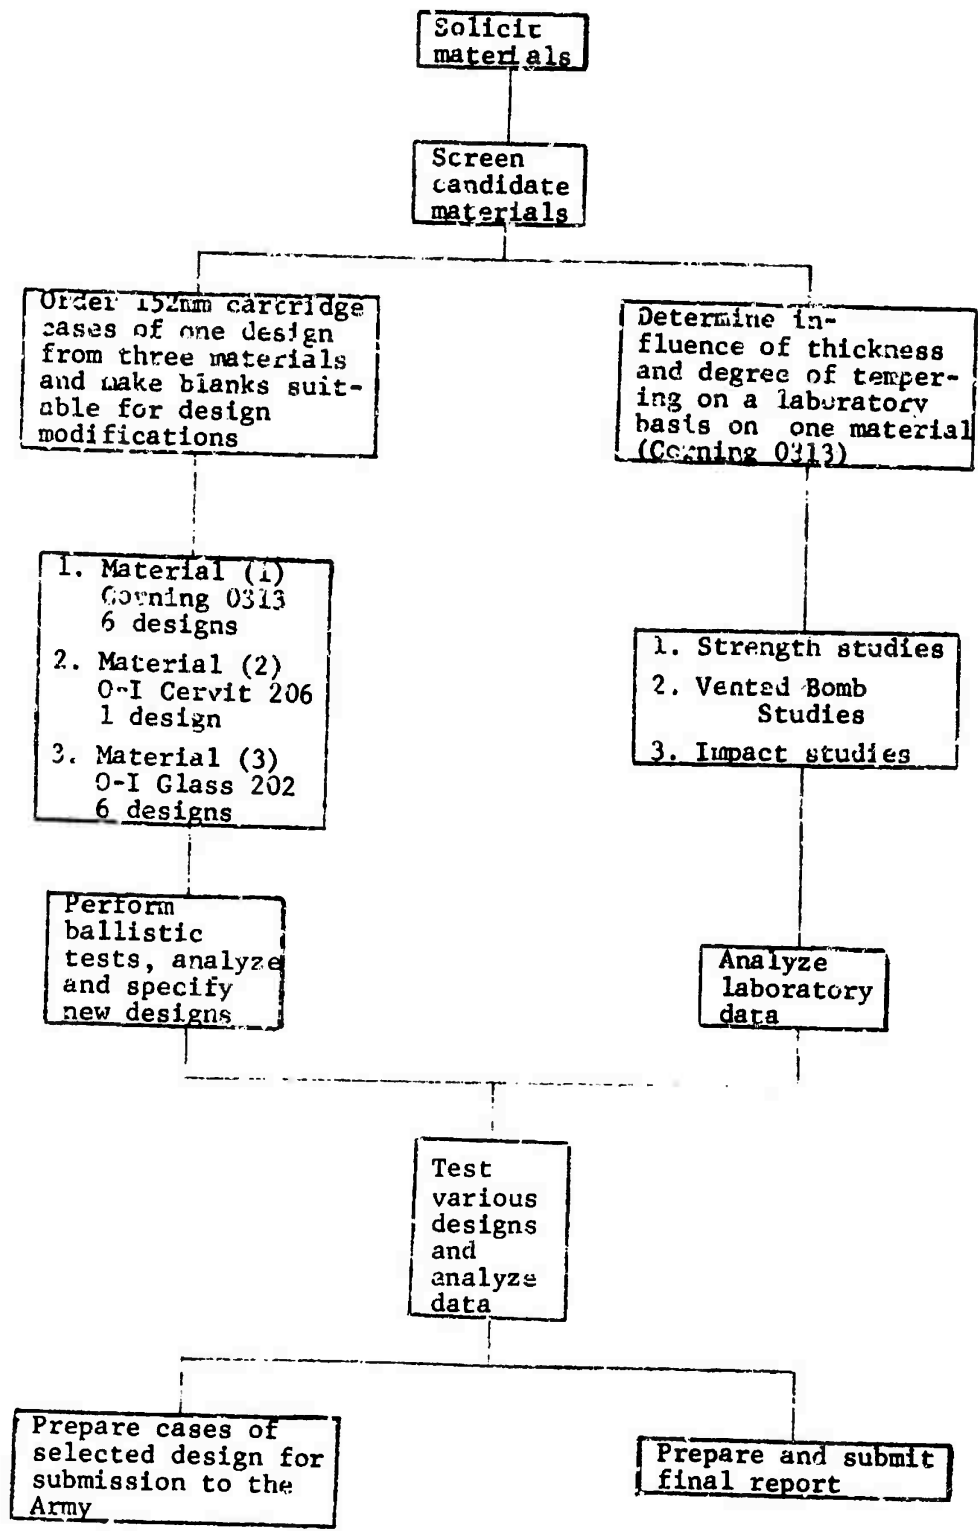 Solicit
materials
Screen
candidate
materials
Order 152mm cartridge
cases of one design
from three materials
and make blanks suit-
able for design
modifications
Determine in-
fluence of thickness
and degree of temper-
ing on a laboratory
basis on one material
(Corning 0313)
1. Material (1)
Corning 0313
6 designs
2. Material (2)
O-I Cervit 206
1 design
3. Material (3)
O-I Glass 202
6 designs
1. Strength studies
2. Vented Bomb
Studies
3. Impact studies
Perform
ballistic
tests, analyze
and specify
new designs
Analyze
laboratory
data
Test
various
designs
and
analyze
data
Prepare cases of
selected design for
submission to the
Army
Prepare and submit
final report